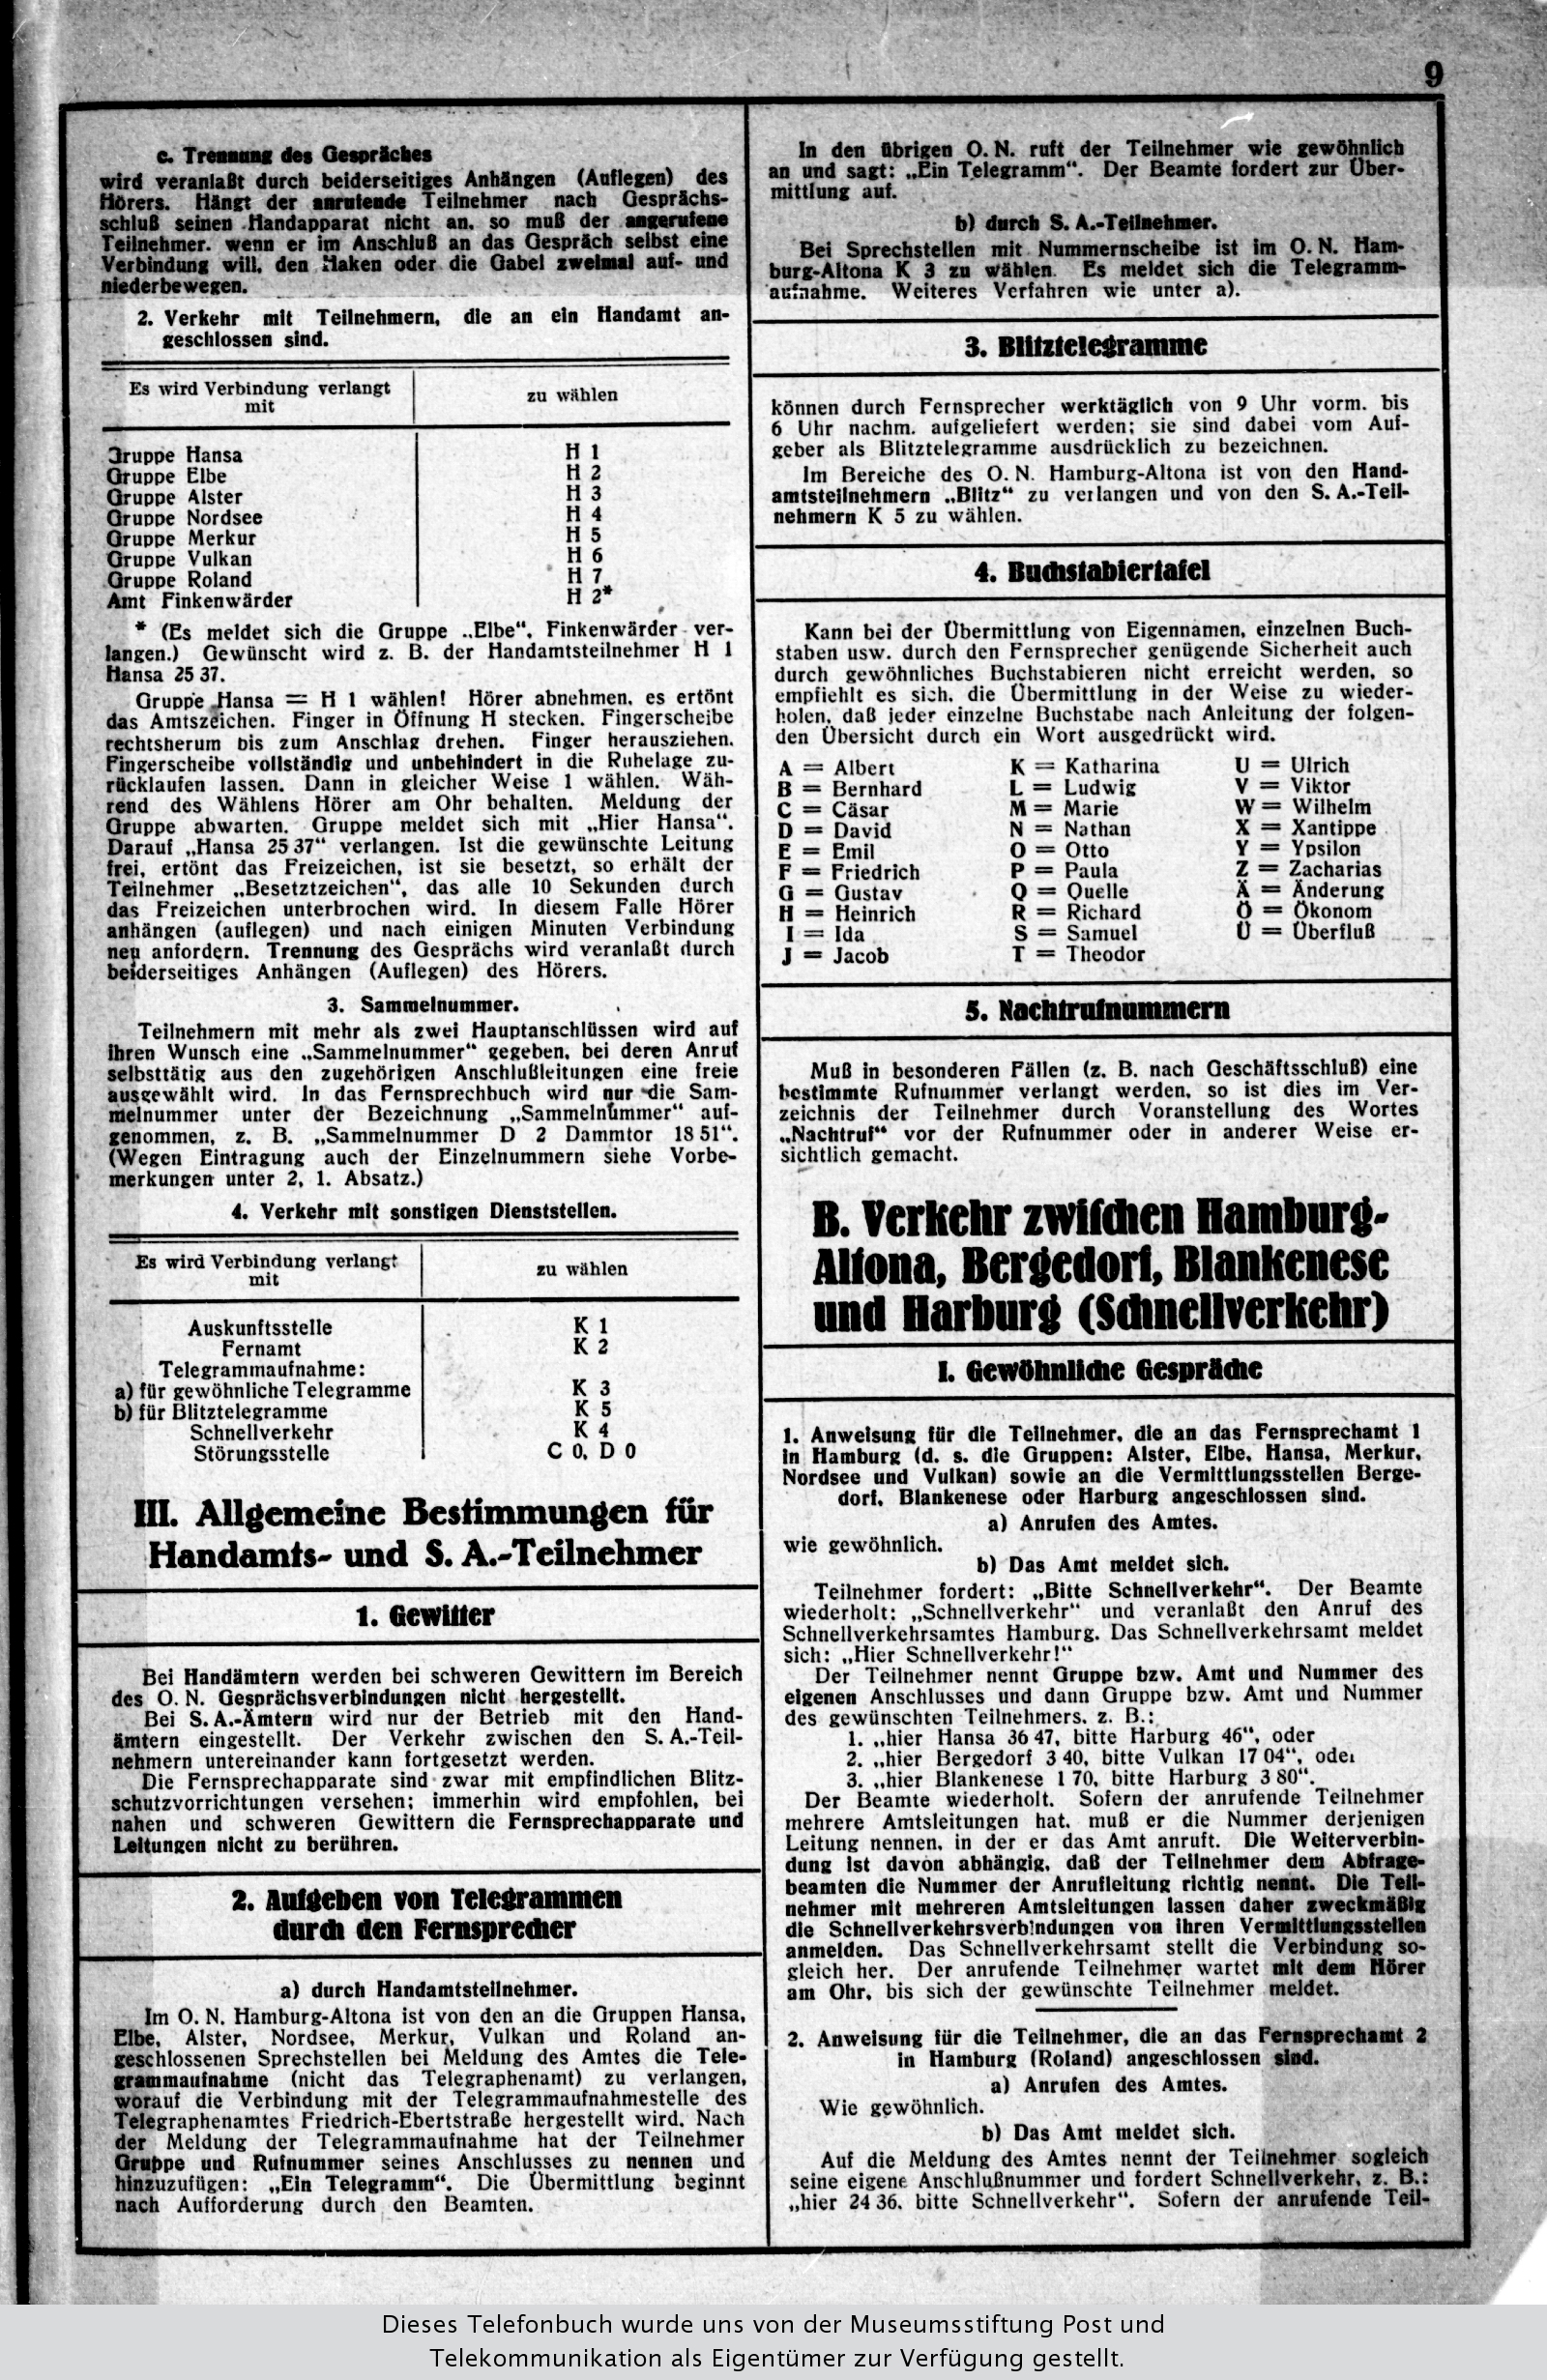 9
c. Trennung des Gespräches
wird veranlaßt durch beiderseitiges Anhängen (Auflegen) des
Hörers. Hängt der anrufende Teilnehmer nach Gesprächs-
schluß seinen Handapparat nicht an, so muß der angerufene
Teilnehmer, wenn er im Anschluß an das Gespräch selbst eine
Verbindung will, den Haken oder die Gabel zweimal auf- und
niederbewegen.
2. Verkehr mit Teilnehmern, die an ein Handamt an-
geschlossen sind.
Es wird Verbindung verlangt
mit
zu wählen
Gruppe Hansa H 1
Gruppe Elbe H 2
Gruppe Alster H 3
Gruppe Nordsee H 4
Gruppe Merkur H 5
Gruppe Vulkan H 6
Gruppe Roland H 7
Amt Finkenwärder H 2*
* (Es meldet sich die Gruppe „Elbe“, Finkenwärder ver-
langen.) Gewünscht wird z. B. der Handamtsteilnehmer H 1
Hansa 25 37.
Gruppe Hansa = H 1 wählen! Hörer abnehmen, es ertönt
das Amtszeichen. Finger in Öffnung H stecken. Fingerscheibe
rechtsherum bis zum Anschlag drehen. Finger herausziehen.
Fingerscheibe vollständig und unbehindert in die Ruhelage zu-
rücklaufen lassen. Dann in gleicher Weise 1 wählen. Wäh-
rend des Wählens Hörer am Ohr behalten. Meldung der
Gruppe abwarten. Gruppe meldet sich mit „Hier Hansa“.
Darauf „Hansa 25 37“ verlangen. Ist die gewünschte Leitung
frei, ertönt das Freizeichen, ist sie besetzt, so erhält der
Teilnehmer „Besetztzeichen“, das alle 10 Sekunden durch
das Freizeichen unterbrochen wird. In diesem Falle Hörer
anhängen (auflegen) und nach einigen Minuten Verbindung
neu anfordern. Trennung des Gesprächs wird veranlaßt durch
beiderseitiges Anhängen (Auflegen) des Hörers.
3. Sammelnummer.
Teilnehmern mit mehr als zwei Hauptanschlüssen wird auf
ihren Wunsch eine „Sammelnummer“ gegeben, bei deren Anruf
selbsttätig aus den zugehörigen Anschlußleitungen eine freie
ausgewählt wird. In das Fernsprechbuch wird nur die Sam-
melnummer unter der Bezeichnung „Sammelnummer“ auf-
genommen, z. B. „Sammelnummer D 2 Dammtor 18 51“.
(Wegen Eintragung auch der Einzelnummern siehe Vorbe-
merkungen unter 2, 1. Absatz.)
4. Verkehr mit sonstigen Dienststellen.
Es wird Verbindung verlangt
mit
zu wählen
Auskunftsstelle K 1
Fernamt K 2
Telegrammaufnahme:
a) für gewöhnliche Telegramme K 3
b) für Blitztelegramme K 5
Schnellverkehr K 4
Störungsstelle C 0, D 0
III. Allgemeine Bestimmungen für
Handamts- und S. A.-Teilnehmer
1. Gewitter
Bei Handämtern werden bei schweren Gewittern im Bereich
des O. N. Gesprächsverbindungen nicht hergestellt.
Bei S. A.-Ämtern wird nur der Betrieb mit den Hand-
ämtern eingestellt. Der Verkehr zwischen den S. A.-Teil-
nehmern untereinander kann fortgesetzt werden.
Die Fernsprechapparate sind zwar mit empfindlichen Blitz-
schutzvorrichtungen versehen; immerhin wird empfohlen, bei
nahen und schweren Gewittern die Fernsprechapparate und
Leitungen nicht zu berühren.
2. Aufgeben von Telegrammen
durch den Fernsprecher
a) durch Handamtsteilnehmer.
Im O. N. Hamburg-Altona ist von den an die Gruppen Hansa,
Elbe, Alster, Nordsee, Merkur, Vulkan und Roland an-
geschlossenen Sprechstellen bei Meldung des Amtes die Tele-
grammaufnahme (nicht das Telegraphenamt) zu verlangen,
worauf die Verbindung mit der Telegrammaufnahmestelle des
Telegraphenamtes Friedrich-Ebertstraße hergestellt wird. Nach
der Meldung der Telegrammaufnahme hat der Teilnehmer
Gruppe und Rufnummer seines Anschlusses zu nennen und
hinzuzufügen: „Ein Telegramm“. Die Übermittlung beginnt
nach Aufforderung durch den Beamten.
In den übrigen O. N. ruft der Teilnehmer wie gewöhnlich
an und sagt: „Ein Telegramm“. Der Beamte fordert zur Über-
mittlung auf.
b) durch S. A.-Teilnehmer.
Bei Sprechstellen mit Nummernscheibe ist im O. N. Ham-
burg-Altona K 3 zu wählen. Es meldet sich die Telegramm-
aufnahme. Weiteres Verfahren wie unter a).
3. Blitztelegramme
können durch Fernsprecher werktäglich von 9 Uhr vorm. bis
6 Uhr nachm. aufgeliefert werden; sie sind dabei vom Auf-
geber als Blitztelegramme ausdrücklich zu bezeichnen.
Im Bereiche des O. N. Hamburg-Altona ist von den Hand-
amtsteilnehmern „Blitz“ zu verlangen und von den S. A.-Teil-
nehmern K 5 zu wählen.
4. Buchstabiertafel
Kann bei der Übermittlung von Eigennamen, einzelnen Buch-
staben usw. durch den Fernsprecher genügende Sicherheit auch
durch gewöhnliches Buchstabieren nicht erreicht werden, so
empfiehlt es sich, die Übermittlung in der Weise zu wieder-
holen, daß jeder einzelne Buchstabe nach Anleitung der folgen-
den Übersicht durch ein Wort ausgedrückt wird.
A = Albert K = Katharina U = Ulrich
B = Bernhard L = Ludwig V = Viktor
C = Cäsar M = Marie W = Wilhelm
D = David N = Nathan X = Xantippe
E = Emil O = Otto Y = Ypsilon
F = Friedrich P = Paula Z = Zacharias
G = Gustav Q = Quelle Ä = Änderung
H = Heinrich R = Richard Ö = Ökonom
I = Ida S = Samuel Ü = Überfluß
J = Jacob T = Theodor
5. Nachtrufnummern
Muß in besonderen Fällen (z. B. nach Geschäftsschluß) eine
bestimmte Rufnummer verlangt werden, so ist dies im Ver-
zeichnis der Teilnehmer durch Voranstellung des Wortes
„Nachtruf“ vor der Rufnummer oder in anderer Weise er-
sichtlich gemacht.
B. Verkehr zwischen Hamburg-
Altona, Bergedorf, Blankenese
und Harburg (Schnellverkehr)
I. Gewöhnliche Gespräche
1. Anweisung für die Teilnehmer, die an das Fernsprechamt 1
in Hamburg (d. s. die Gruppen: Alster, Elbe, Hansa, Merkur,
Nordsee und Vulkan) sowie an die Vermittlungsstellen Berge-
dorf, Blankenese oder Harburg angeschlossen sind.
a) Anrufen des Amtes.
wie gewöhnlich.
b) Das Amt meldet sich.
Teilnehmer fordert: „Bitte Schnellverkehr“. Der Beamte
wiederholt: „Schnellverkehr“ und veranlaßt den Anruf des
Schnellverkehrsamtes Hamburg. Das Schnellverkehrsamt meldet
sich: „Hier Schnellverkehr!“
Der Teilnehmer nennt Gruppe bzw. Amt und Nummer des
eigenen Anschlusses und dann Gruppe bzw. Amt und Nummer
des gewünschten Teilnehmers, z. B.:
1. „hier Hansa 36 47, bitte Harburg 46“, oder
2. „hier Bergedorf 3 40, bitte Vulkan 17 04“, oder
3. „hier Blankenese 1 70, bitte Harburg 3 80“.
Der Beamte wiederholt. Sofern der anrufende Teilnehmer
mehrere Amtsleitungen hat, muß er die Nummer derjenigen
Leitung nennen, in der er das Amt anruft. Die Weiterverbin-
dung ist davon abhängig, daß der Teilnehmer dem Abfrage-
beamten die Nummer der Anrufleitung richtig nennt. Die Teil-
nehmer mit mehreren Amtsleitungen lassen daher zweckmäßig
die Schnellverkehrsverbindungen von ihren Vermittlungsstellen
anmelden. Das Schnellverkehrsamt stellt die Verbindung so-
gleich her. Der anrufende Teilnehmer wartet mit dem Hörer
am Ohr, bis sich der gewünschte Teilnehmer meldet.
2. Anweisung für die Teilnehmer, die an das Fernsprechamt 2
in Hamburg (Roland) angeschlossen sind.
a) Anrufen des Amtes.
Wie gewöhnlich.
b) Das Amt meldet sich.
Auf die Meldung des Amtes nennt der Teilnehmer sogleich
seine eigene Anschlußnummer und fordert Schnellverkehr, z. B.:
„hier 24 36, bitte Schnellverkehr“. Sofern der anrufende Teil-
Dieses Telefonbuch wurde uns von der Museumsstiftung Post und
Telekommunikation als Eigentümer zur Verfügung gestellt.